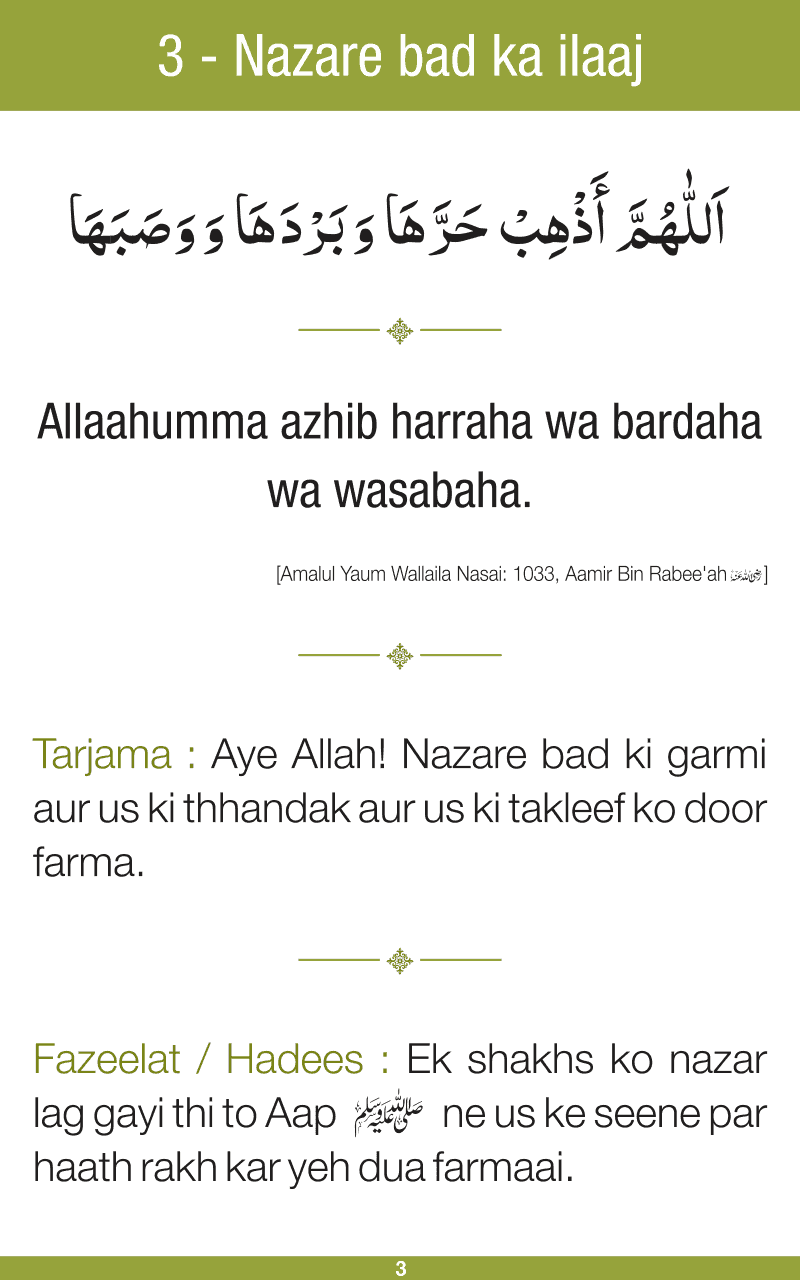 3 - Nazare bad ka ilaaj
اَللّٰهُمَّ أَذْهِبْ حَرَّهَا وَبَرْدَهَا وَوَصَبَهَا
Allaahumma azhib harraha wa bardaha
wa wasabaha.
[Amalul Yaum Wallaila Nasai: 1033, Aamir Bin Rabee'ah رضي الله عنه]
Tarjama : Aye Allah! Nazare bad ki garmi
aur us ki thhandak aur us ki takleef ko door
farma.
Fazeelat / Hadees : Ek shakhs ko nazar
lag gayi thi to Aap ﷺ ne us ke seene par
haath rakh kar yeh dua farmaai.
3